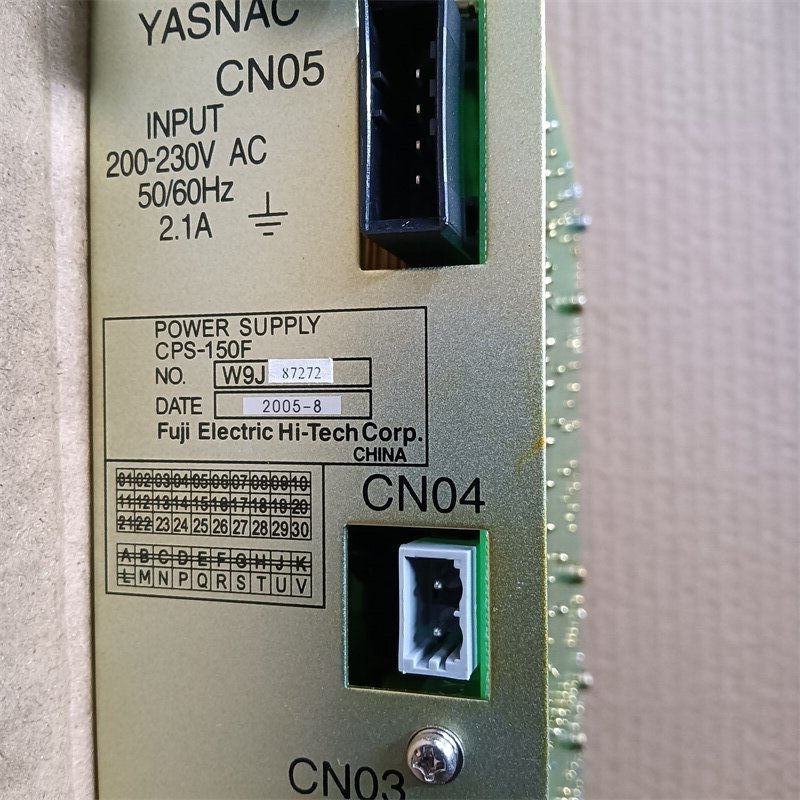 YASNAC
CN05
INPUT
200-230V AC
50/60Hz
2.1A
POWER SUPPLY
CPS-150F
NO. W9J 87272
DATE 2005-8
Fuji Electric Hi-Tech Corp.
CHINA
01 02 03 04 05 06 07 08 09 10
11 12 13 14 15 16 17 18 19 20
21 22 23 24 25 26 27 28 29 30
A B C D E F G H J K
L M N P Q R S T U V
CN04
CN03